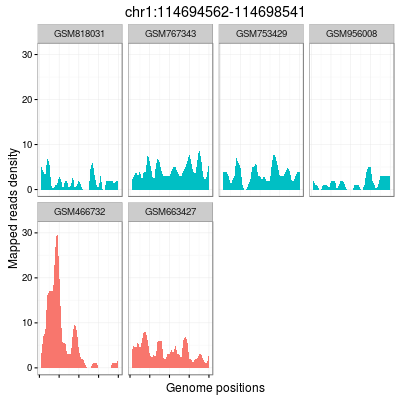 chr1:114694562-114698541
GSM818031 GSM767343 GSM753429 GSM956008
30
20
10
0
GSM466732 GSM663427
30
20
10
0
Mapped reads density
Genome positions